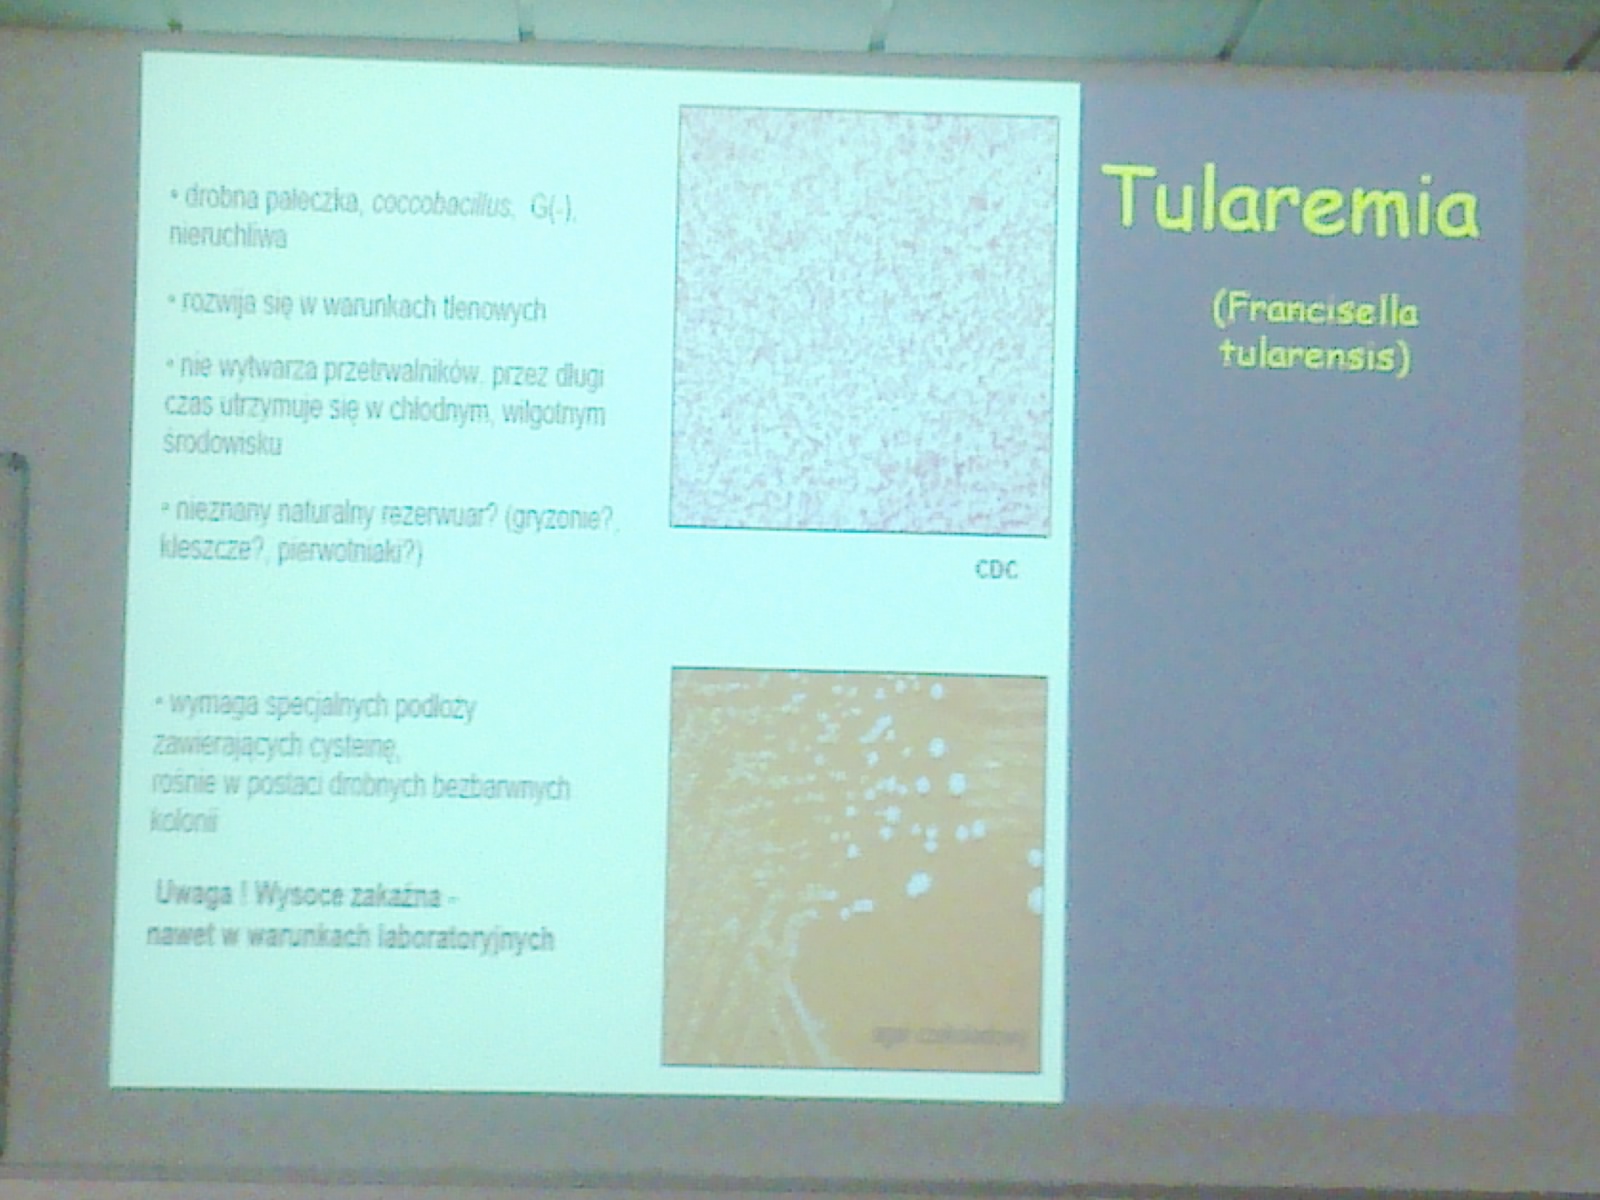 • drobna pałeczka, coccobacillus, G(-),
nieruchliwa
• rozwija się w warunkach tlenowych
• nie wytwarza przetrwalników, przez długi
czas utrzymuje się w chłodnym, wilgotnym
środowisku
• nieznany naturalny rezerwuar? (gryzonie?,
kleszcze?, pierwotniaki?)
CDC
• wymaga specjalnych podłoży
zawierających cysteinę,
rośnie w postaci drobnych bezbarwnych
kolonii
Uwaga ! Wysoce zakaźna -
nawet w warunkach laboratoryjnych
agar czekoladowy
Tularemia
(Francisella
tularensis)